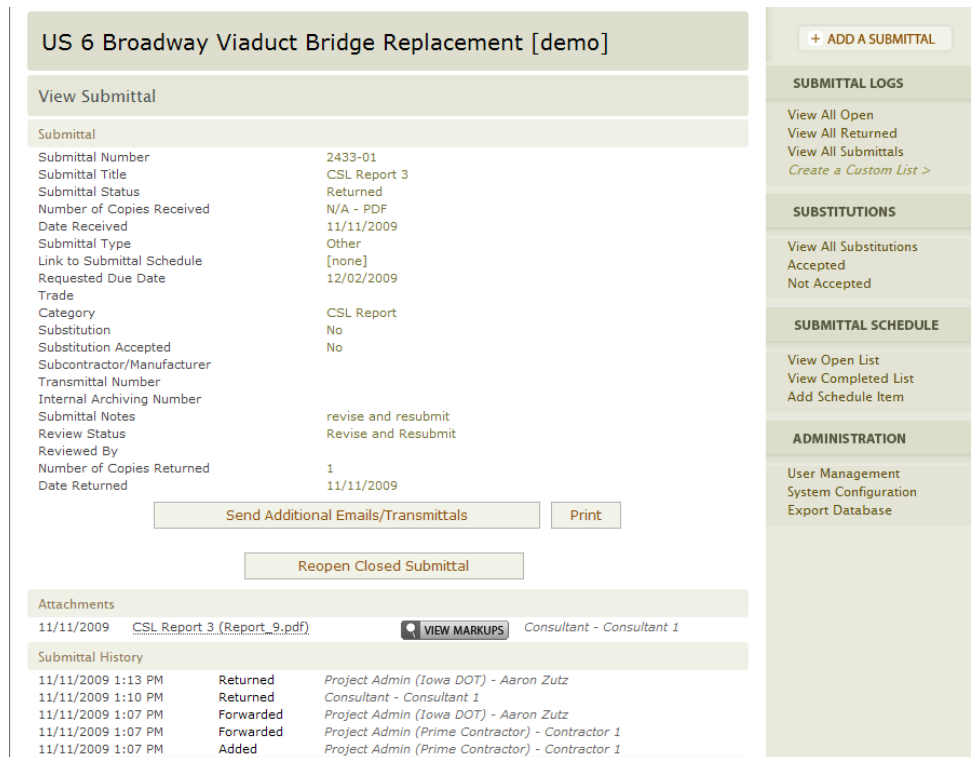 US 6 Broadway Viaduct Bridge Replacement [demo]
View Submittal
Submittal
Submittal Number 2433-01
Submittal Title CSL Report 3
Submittal Status Returned
Number of Copies Received N/A - PDF
Date Received 11/11/2009
Submittal Type Other
Link to Submittal Schedule [none]
Requested Due Date 12/02/2009
Trade
Category CSL Report
Substitution No
Substitution Accepted No
Subcontractor/Manufacturer
Transmittal Number
Internal Archiving Number
Submittal Notes revise and resubmit
Review Status Revise and Resubmit
Reviewed By
Number of Copies Returned 1
Date Returned 11/11/2009
Send Additional Emails/Transmittals Print
Reopen Closed Submittal
Attachments
11/11/2009 CSL Report 3 (Report_9.pdf) VIEW MARKUPS Consultant - Consultant 1
Submittal History
11/11/2009 1:13 PM Returned Project Admin (Iowa DOT) - Aaron Zutz
11/11/2009 1:10 PM Returned Consultant - Consultant 1
11/11/2009 1:07 PM Forwarded Project Admin (Iowa DOT) - Aaron Zutz
11/11/2009 1:07 PM Forwarded Project Admin (Prime Contractor) - Contractor 1
11/11/2009 1:07 PM Added Project Admin (Prime Contractor) - Contractor 1
+ ADD A SUBMITTAL
SUBMITTAL LOGS
View All Open
View All Returned
View All Submittals
Create a Custom List >
SUBSTITUTIONS
View All Substitutions
Accepted
Not Accepted
SUBMITTAL SCHEDULE
View Open List
View Completed List
Add Schedule Item
ADMINISTRATION
User Management
System Configuration
Export Database